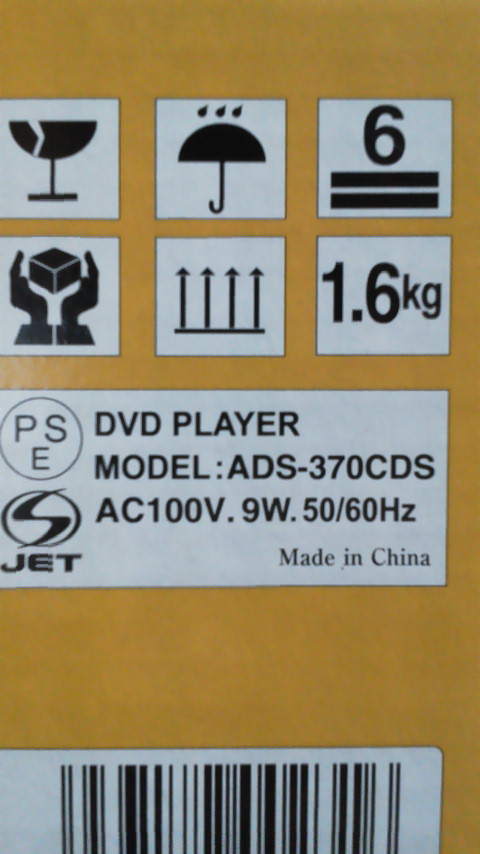 6
1.6kg
PS
E
DVD PLAYER
MODEL:ADS-370CDS
JET
AC100V. 9W. 50/60Hz
Made in China